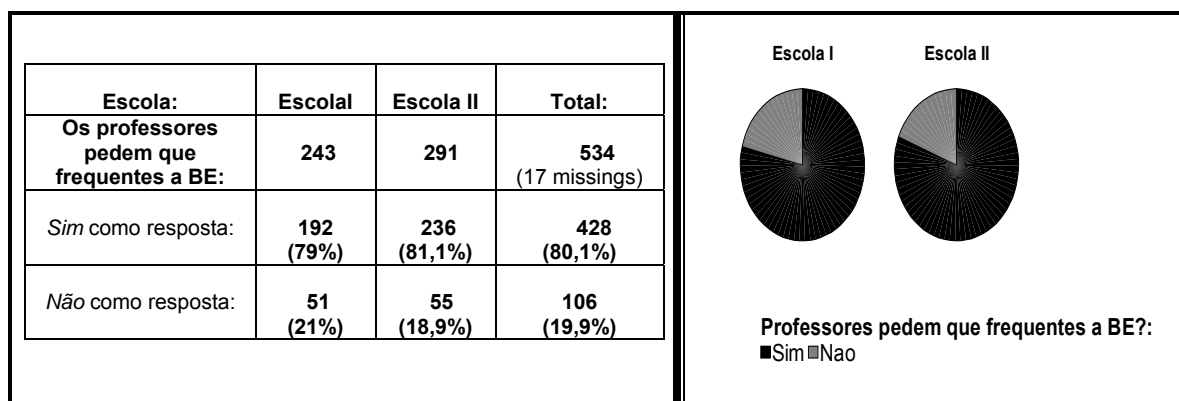 Escola: EscolaI Escola II Total:
Os professores
pedem que
frequentes a BE:
243 291 534
(17 missings)
Sim como resposta: 192 236 428
(79%) (81,1%) (80,1%)
Não como resposta: 51 55 106
(21%) (18,9%) (19,9%)
Escola I Escola II
Professores pedem que frequentes a BE?:
Sim Nao